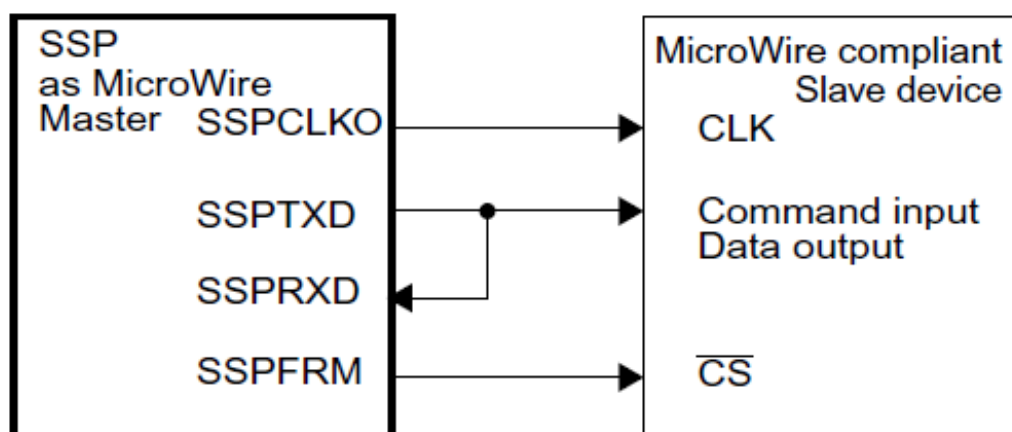 SSP
as MicroWire
Master
SSPCLKO
SSPTXD
SSPRXD
SSPFRM
MicroWire compliant
Slave device
CLK
Command input
Data output
CS